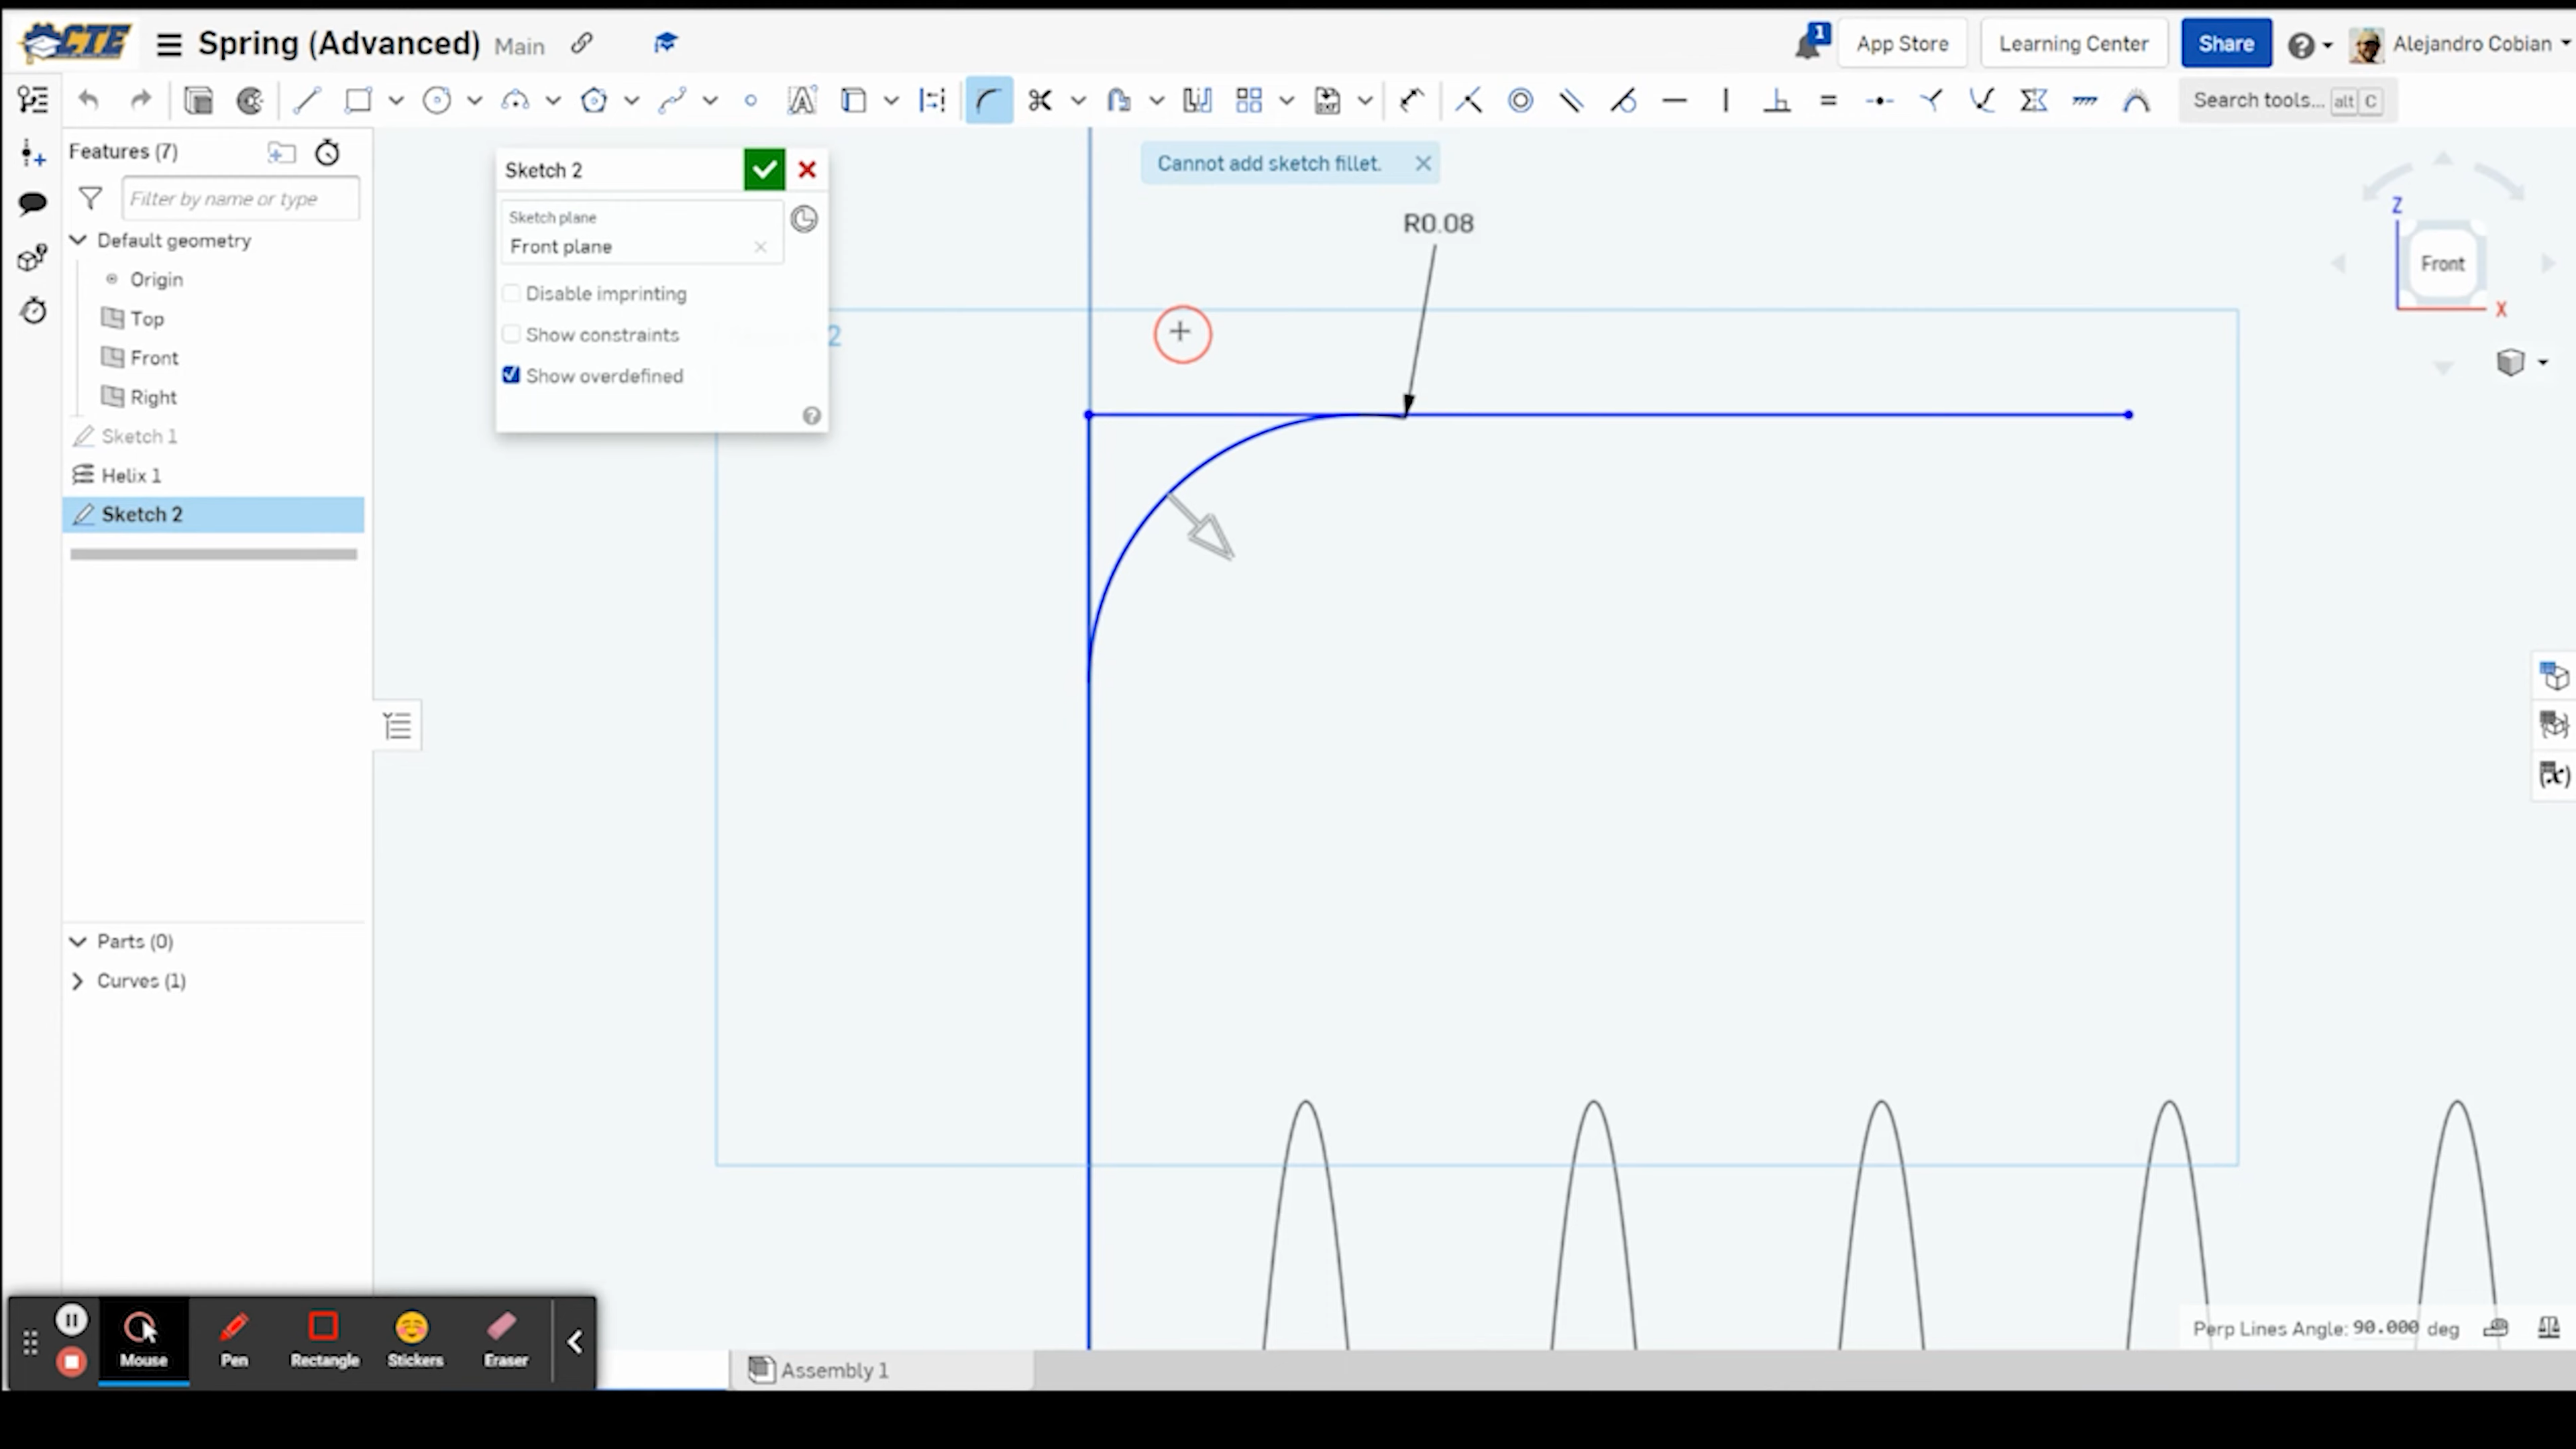 CTE
Spring (Advanced) Main
1
App Store
Learning Center
Share
Alejandro Cobian
Search tools... alt C
Features (7)
Filter by name or type
Default geometry
Origin
Top
Front
Right
Sketch 1
Helix 1
Sketch 2
Parts (0)
Curves (1)
Sketch 2
Sketch plane
Front plane
Disable imprinting
Show constraints
Show overdefined
2
Cannot add sketch fillet.
R0.08
Z
Front
X
Perp Lines Angle: 90.000 deg
Mouse
Pen
Rectangle
Stickers
Eraser
Assembly 1